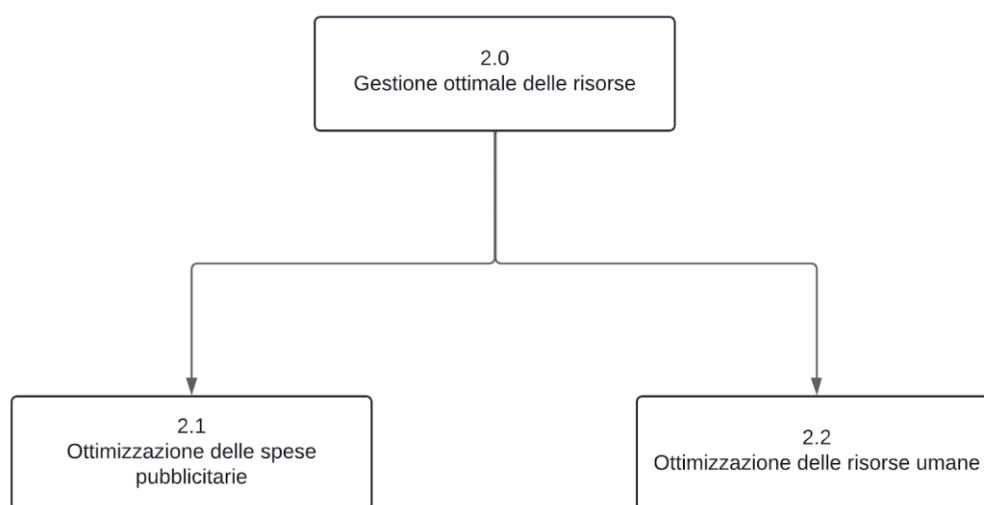 2.0
Gestione ottimale delle risorse
2.1
Ottimizzazione delle spese
pubblicitarie
2.2
Ottimizzazione delle risorse umane